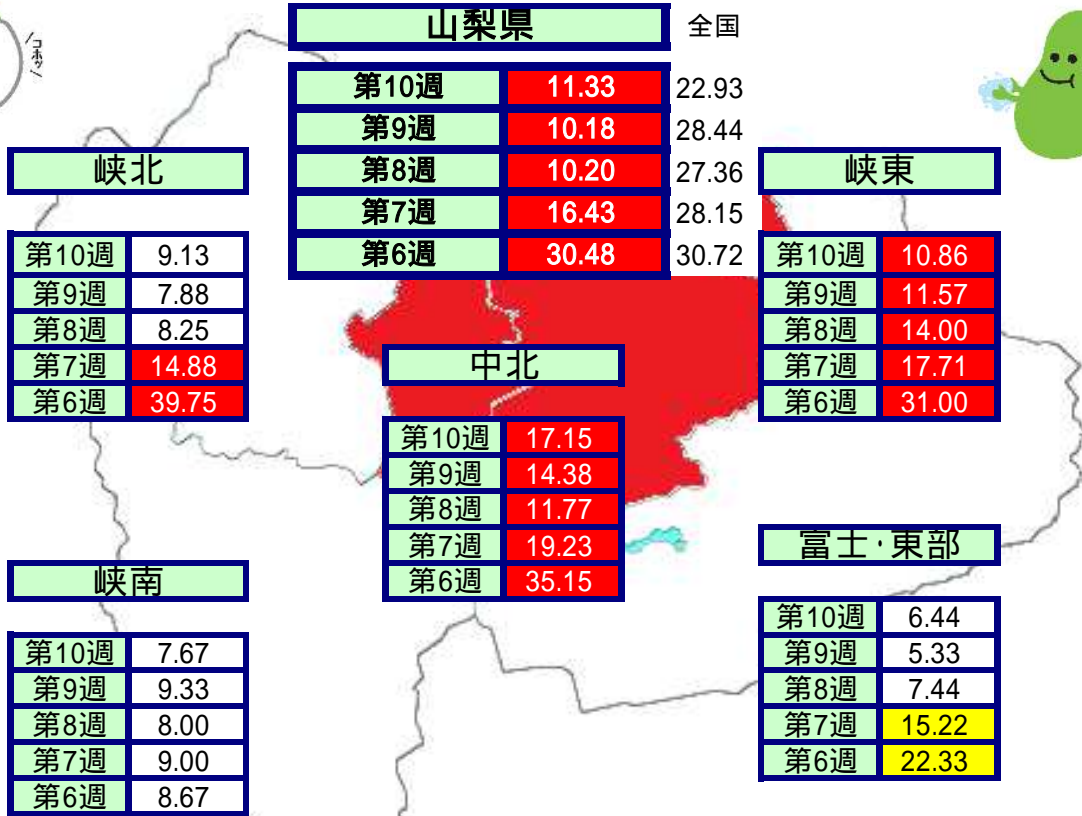 コホッ
山梨県 全国
第10週 11.33 22.93
第9週 10.18 28.44
第8週 10.20 27.36
第7週 16.43 28.15
第6週 30.48 30.72
峡北
第10週 9.13
第9週 7.88
第8週 8.25
第7週 14.88
第6週 39.75
峡東
第10週 10.86
第9週 11.57
第8週 14.00
第7週 17.71
第6週 31.00
中北
第10週 17.15
第9週 14.38
第8週 11.77
第7週 19.23
第6週 35.15
峡南
第10週 7.67
第9週 9.33
第8週 8.00
第7週 9.00
第6週 8.67
富士・東部
第10週 6.44
第9週 5.33
第8週 7.44
第7週 15.22
第6週 22.33